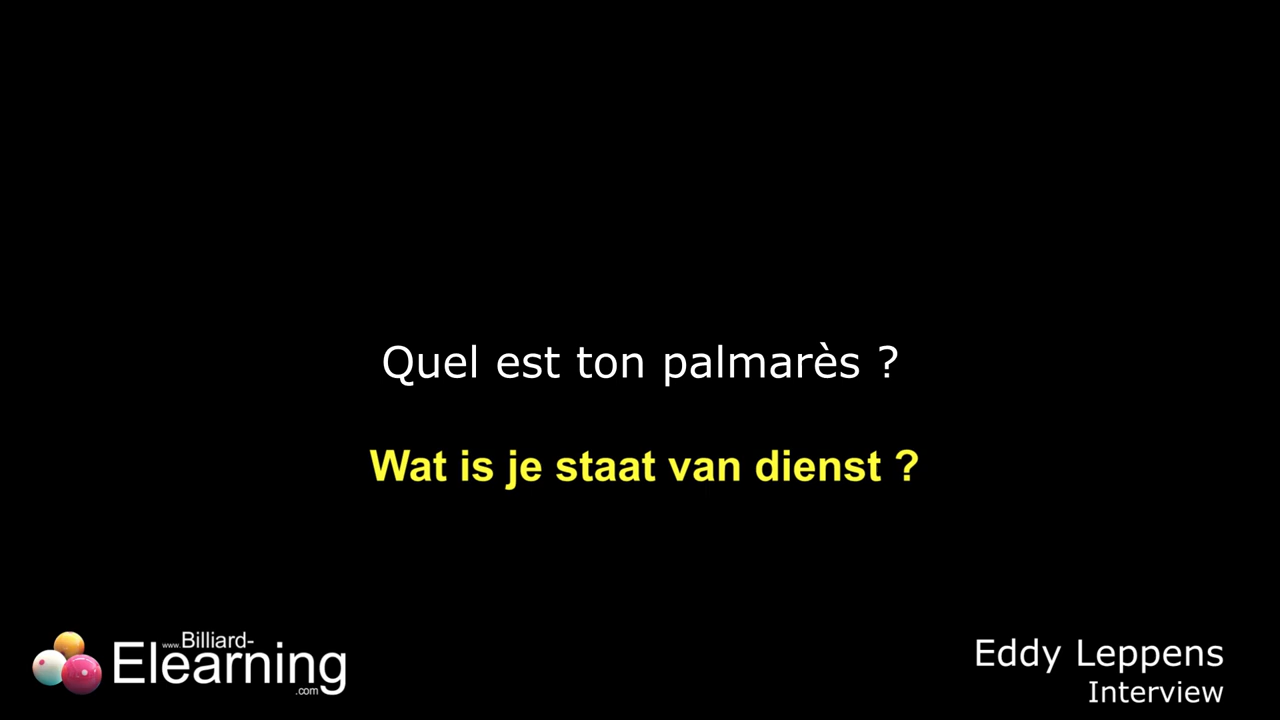 Quel est ton palmarès ?
Wat is je staat van dienst ?
www.Billiard-
Elearning
.com
Eddy Leppens
Interview